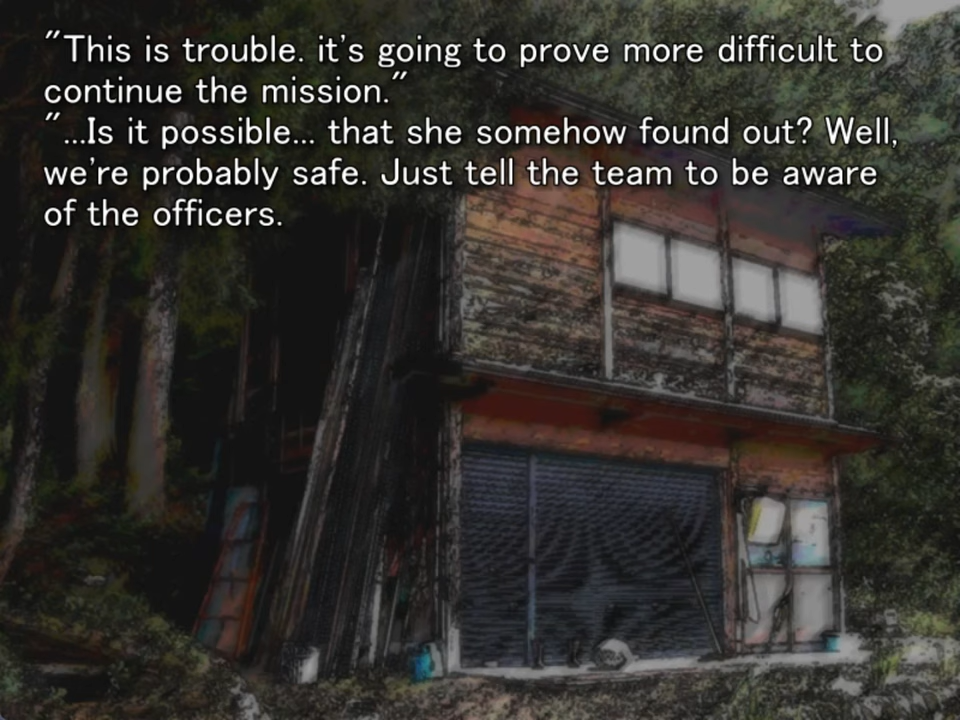 "This is trouble. it's going to prove more difficult to
continue the mission."
"...Is it possible... that she somehow found out? Well,
we're probably safe. Just tell the team to be aware
of the officers.